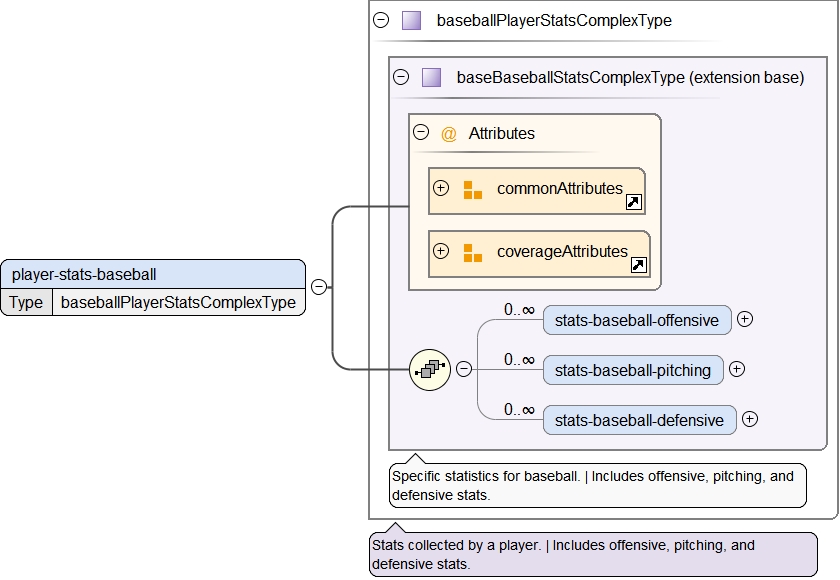 baseballPlayerStatsComplexType
baseBaseballStatsComplexType (extension base)
@ Attributes
commonAttributes
coverageAttributes
player-stats-baseball
Type baseballPlayerStatsComplexType
0..∞ stats-baseball-offensive
0..∞ stats-baseball-pitching
0..∞ stats-baseball-defensive
Specific statistics for baseball. | Includes offensive, pitching, and
defensive stats.
Stats collected by a player. | Includes offensive, pitching, and
defensive stats.